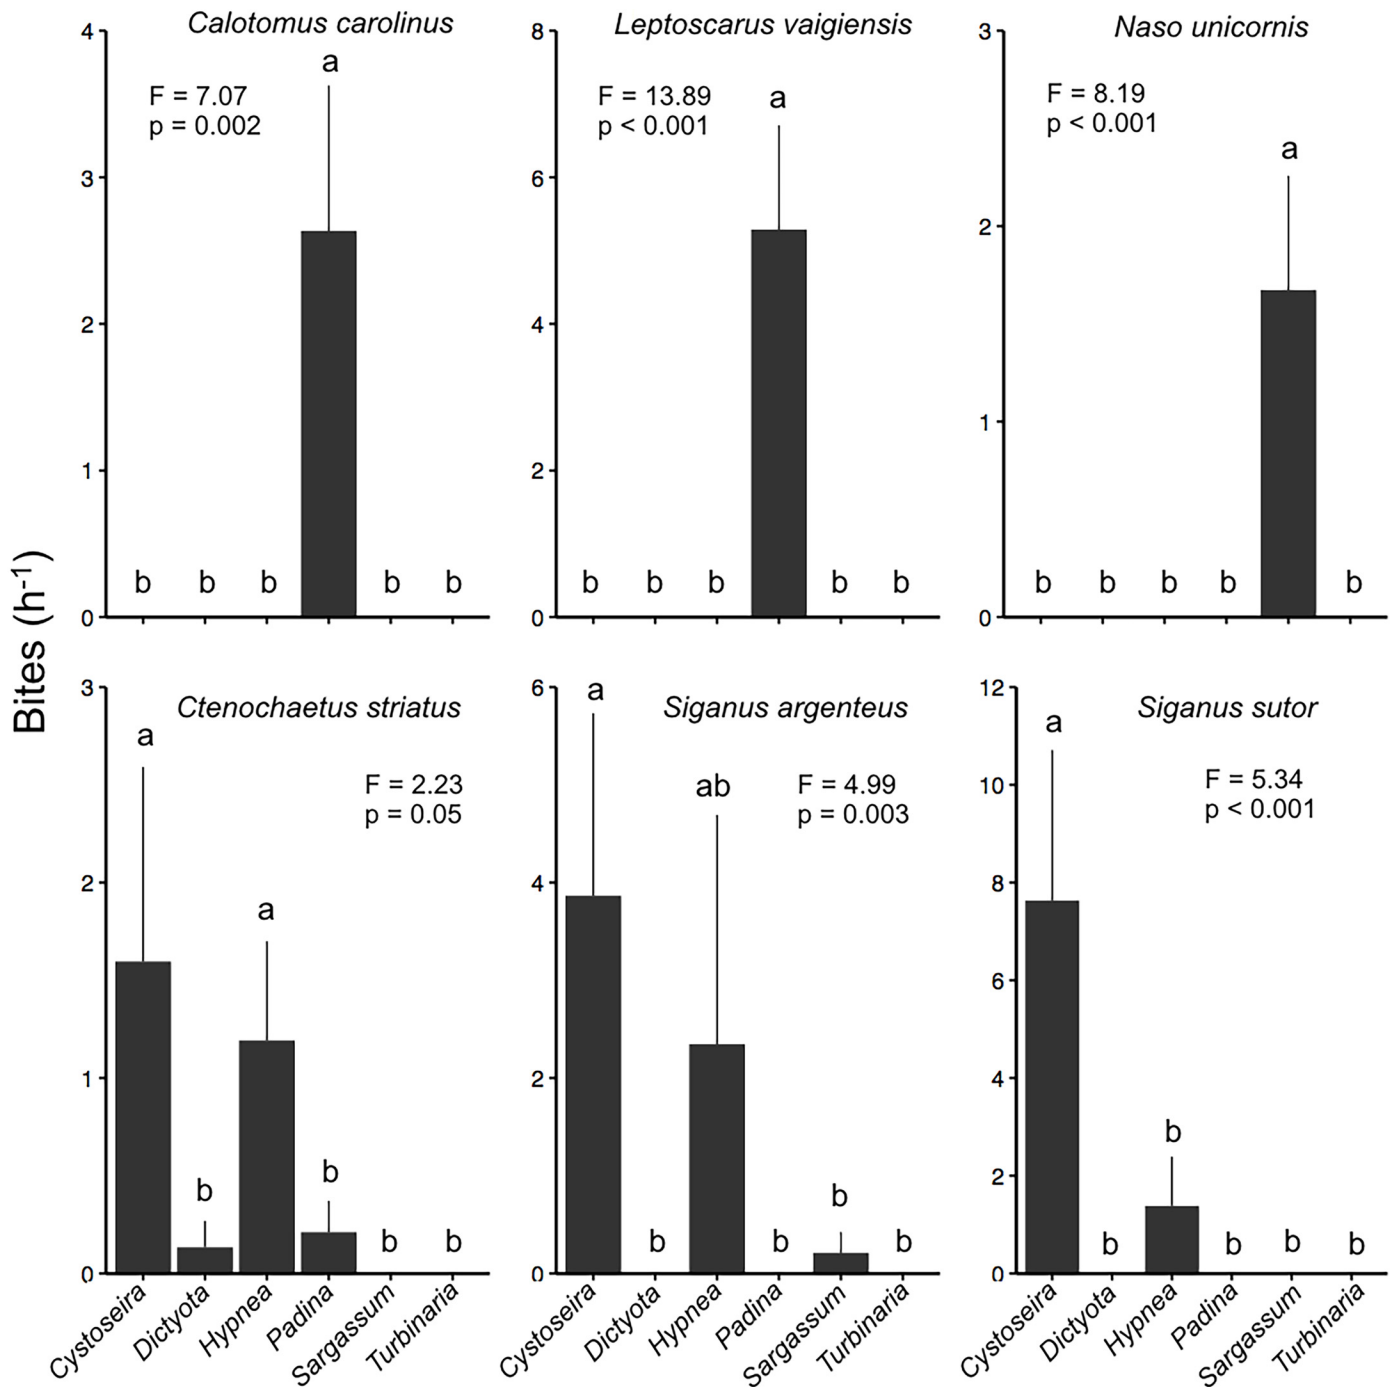 Bites (h-1)
Calotomus carolinus
F = 7.07
p = 0.002
4
3
2
1
0
a
b b b b b
Leptoscarus vaigiensis
F = 13.89
p < 0.001
8
6
4
2
0
a
b b b b b
Naso unicornis
F = 8.19
p < 0.001
3
2
1
0
a
b b b b b
Ctenochaetus striatus
F = 2.23
p = 0.05
3
2
1
0
a b a b b b
Cystoseira
Dictyota
Hypnea
Padina
Sargassum
Turbinaria
Siganus argenteus
F = 4.99
p = 0.003
6
4
2
0
a b ab b b b
Cystoseira
Dictyota
Hypnea
Padina
Sargassum
Turbinaria
Siganus sutor
F = 5.34
p < 0.001
12
10
8
6
4
2
0
a b b b b b
Cystoseira
Dictyota
Hypnea
Padina
Sargassum
Turbinaria